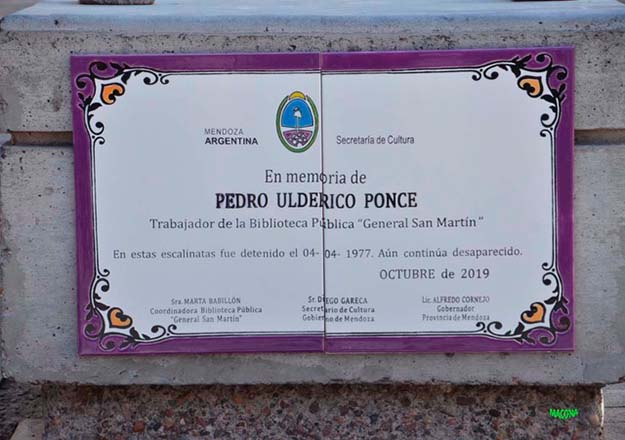 MENDOZA
ARGENTINA
Secretaría de Cultura
En memoria de
PEDRO ULDERICO PONCE
Trabajador de la Biblioteca Pública "General San Martín"
En estas escalinatas fue detenido el 04- 04- 1977. Aún continúa desaparecido.
OCTUBRE de 2019
Sra. MARTA BABILLÓN
Coordinadora Biblioteca Pública
"General San Martín"
Sr. DIEGO GARECA
Secretario de Cultura
Gobierno de Mendoza
Lic. ALFREDO CORNEJO
Gobernador
Provincia de Mendoza
MACONA